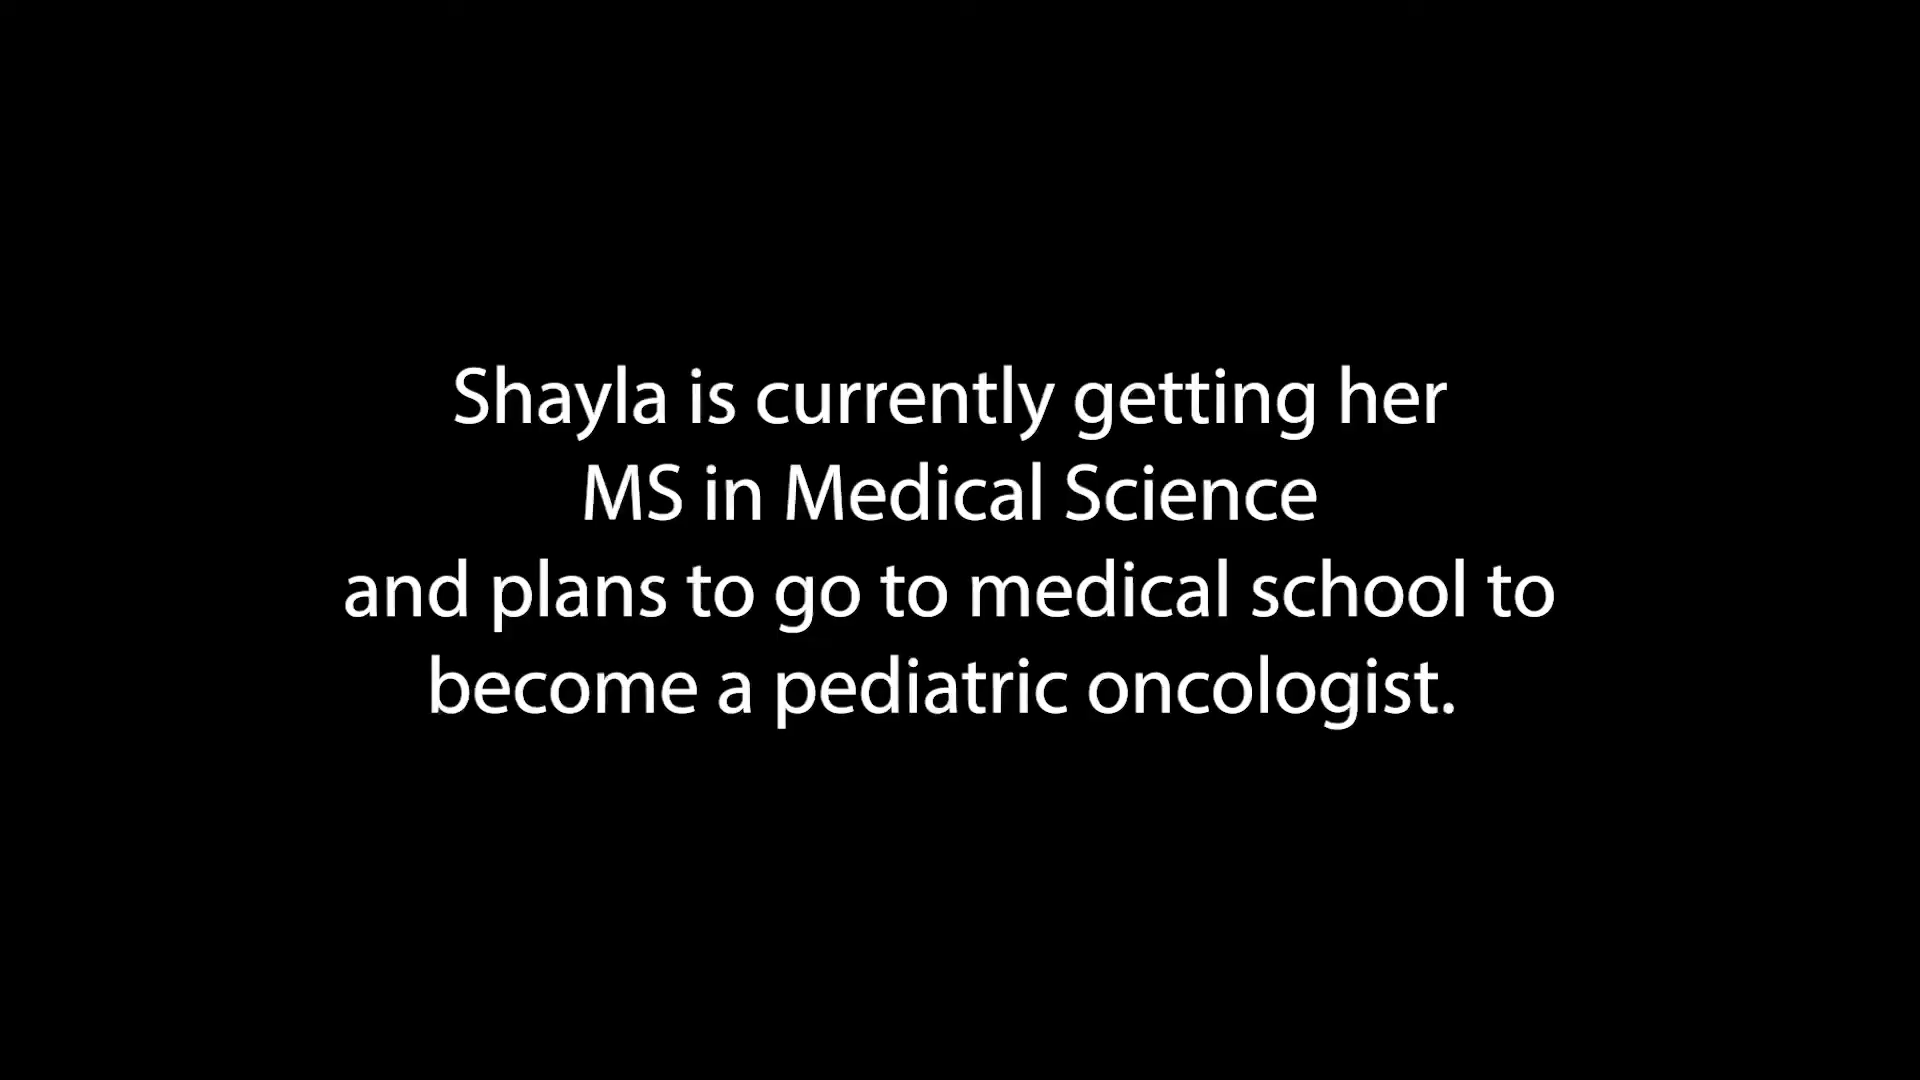 Shayla is currently getting her
MS in Medical Science
and plans to go to medical school to
become a pediatric oncologist.